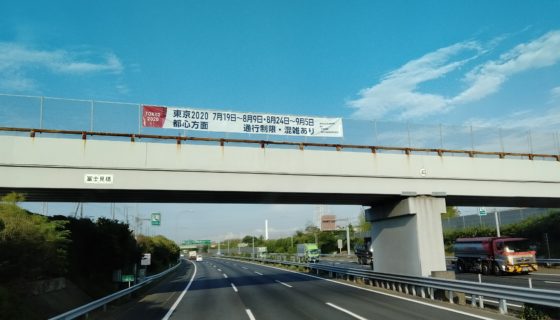 TOKYO
2020
東京2020 7月19日〜8月9日・8月24日〜9月5日
都心方面 通行制限・混雑あり
富士見橋